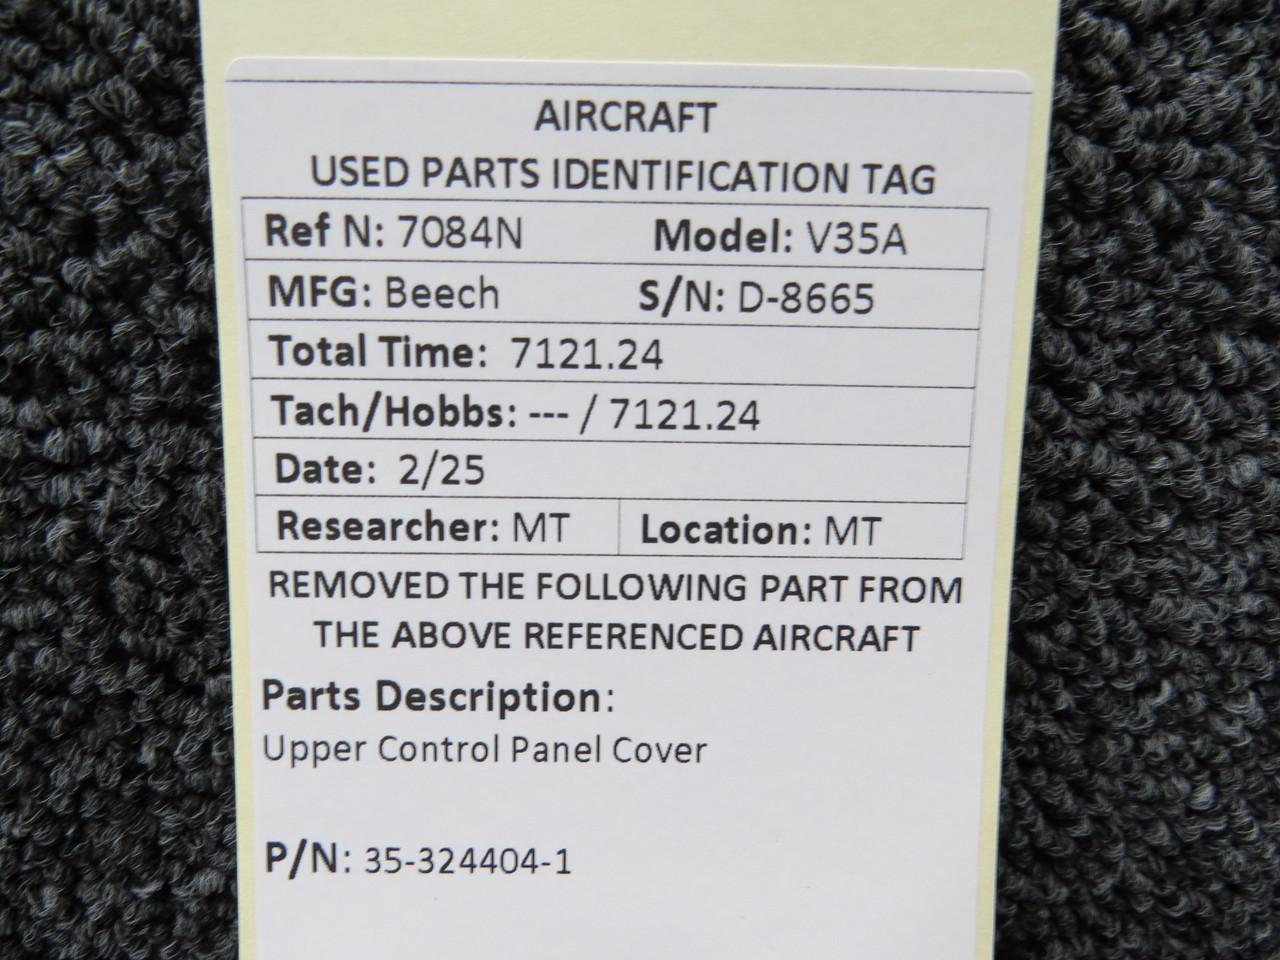 AIRCRAFT
USED PARTS IDENTIFICATION TAG
Ref N: 7084N Model: V35A
MFG: Beech S/N: D-8665
Total Time: 7121.24
Tach/Hobbs: --- / 7121.24
Date: 2/25
Researcher: MT Location: MT
REMOVED THE FOLLOWING PART FROM
THE ABOVE REFERENCED AIRCRAFT
Parts Description:
Upper Control Panel Cover
P/N: 35-324404-1